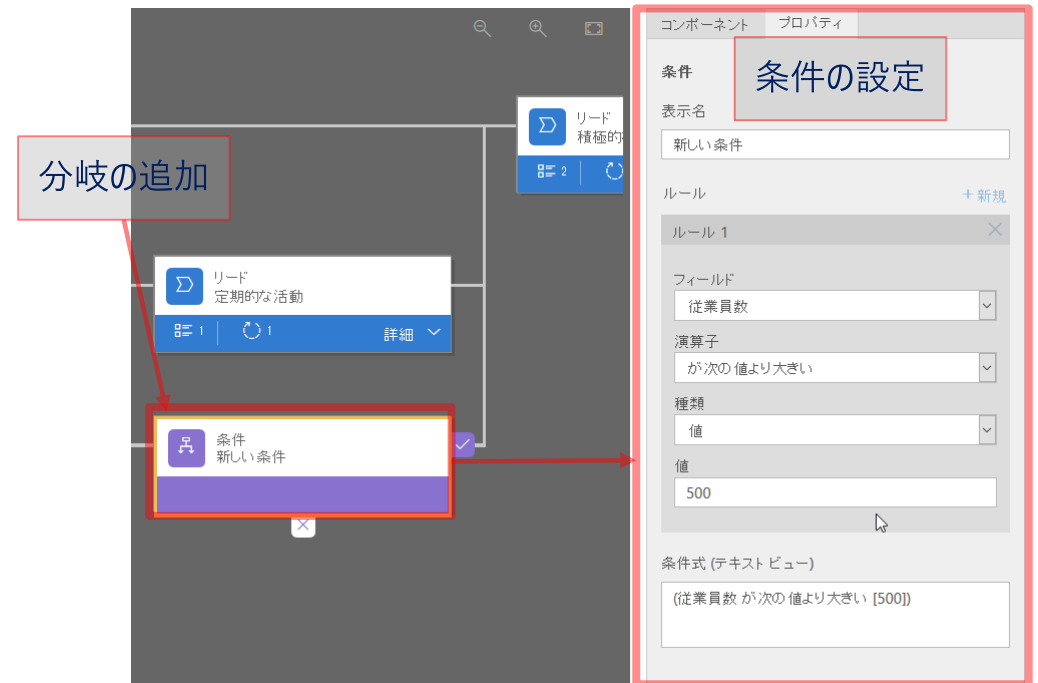 分岐の追加
リード
積極的な
2
リード
定期的な活動
1
1
詳細
条件
新しい条件
コンポーネント
プロパティ
条件の設定
条件
表示名
新しい条件
ルール
+ 新規
ルール 1
フィールド
従業員数
演算子
が次の値より大きい
種類
値
値
500
条件式 (テキスト ビュー)
(従業員数 が次の値より大きい [500])